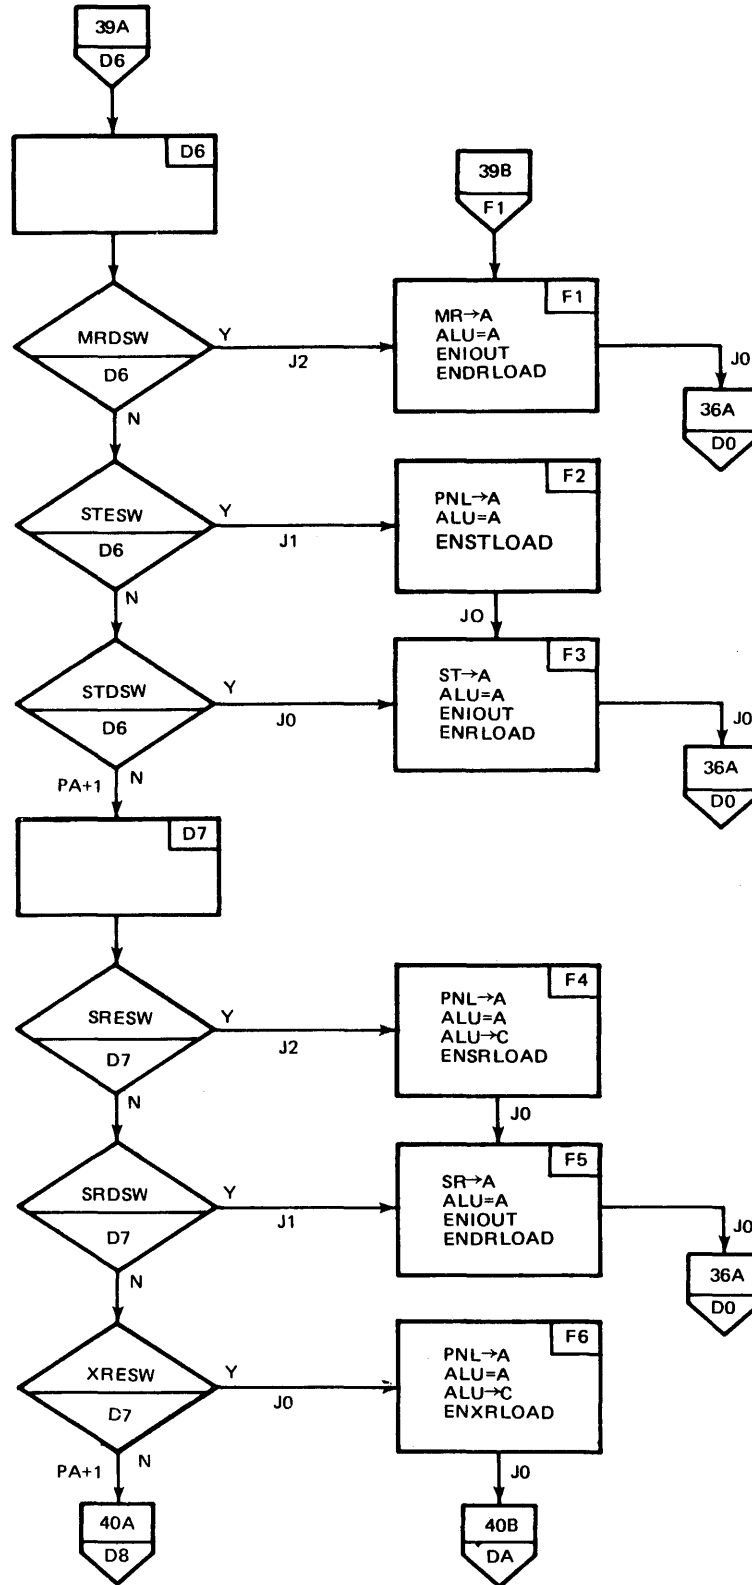 39A
D6
D6
39B
F1
MRDSW
D6
Y
J2
N
F1
MR→A
ALU=A
ENIOUT
ENDRLOAD
J0
36A
D0
STESW
D6
Y
J1
N
F2
PNL→A
ALU=A
ENSTLOAD
JO
STDSW
D6
Y
J0
PA+1
N
F3
ST→A
ALU=A
ENIOUT
ENRLOAD
J0
36A
D0
D7
SRESW
D7
Y
J2
N
F4
PNL→A
ALU=A
ALU→C
ENSRLOAD
J0
SRDSW
D7
Y
J1
N
F5
SR→A
ALU=A
ENIOUT
ENDRLOAD
J0
36A
D0
XRESW
D7
Y
J0
PA+1
N
F6
PNL→A
ALU=A
ALU→C
ENXRLOAD
J0
40A
D8
40B
DA